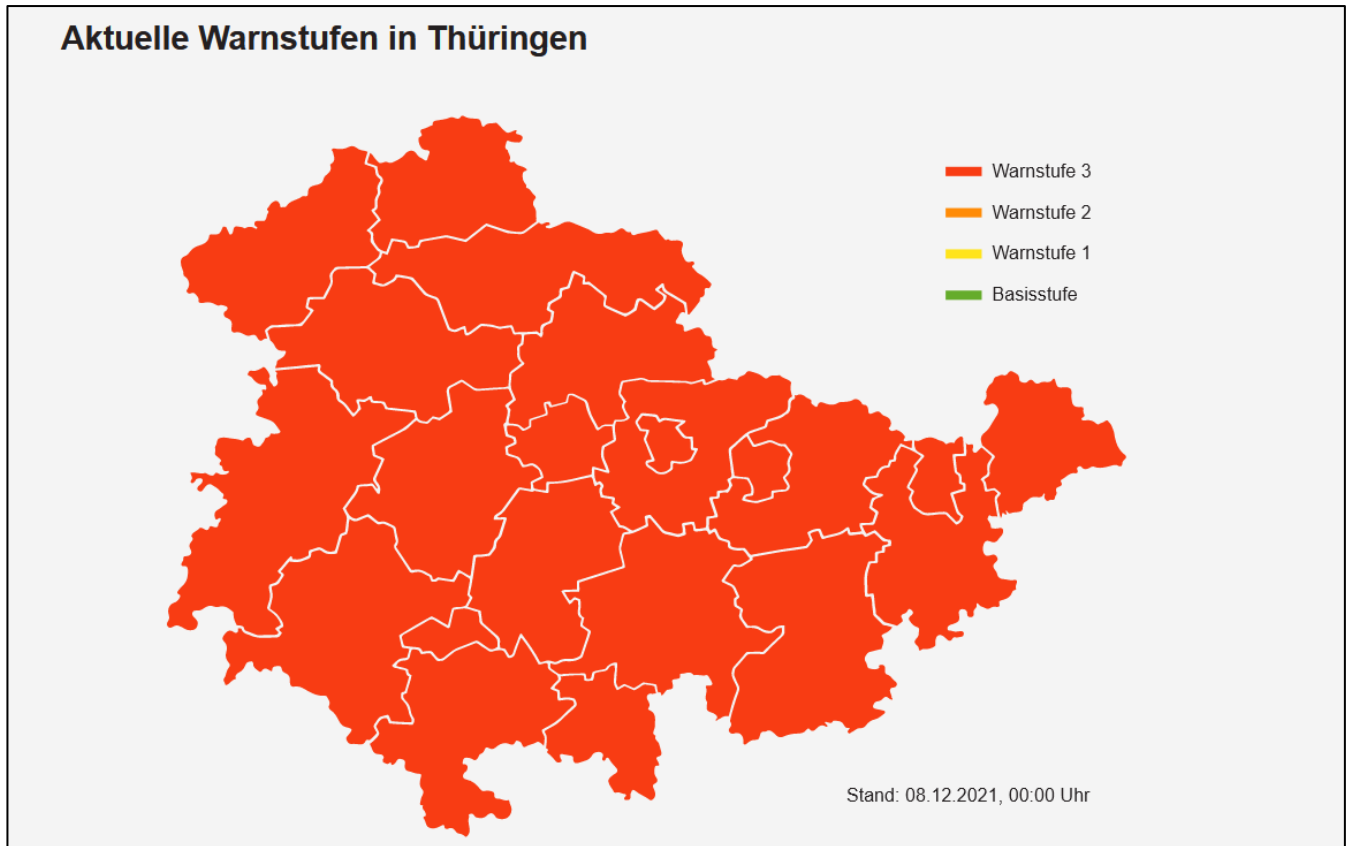 Aktuelle Warnstufen in Thüringen
Warnstufe 3
Warnstufe 2
Warnstufe 1
Basisstufe
Stand: 08.12.2021, 00:00 Uhr